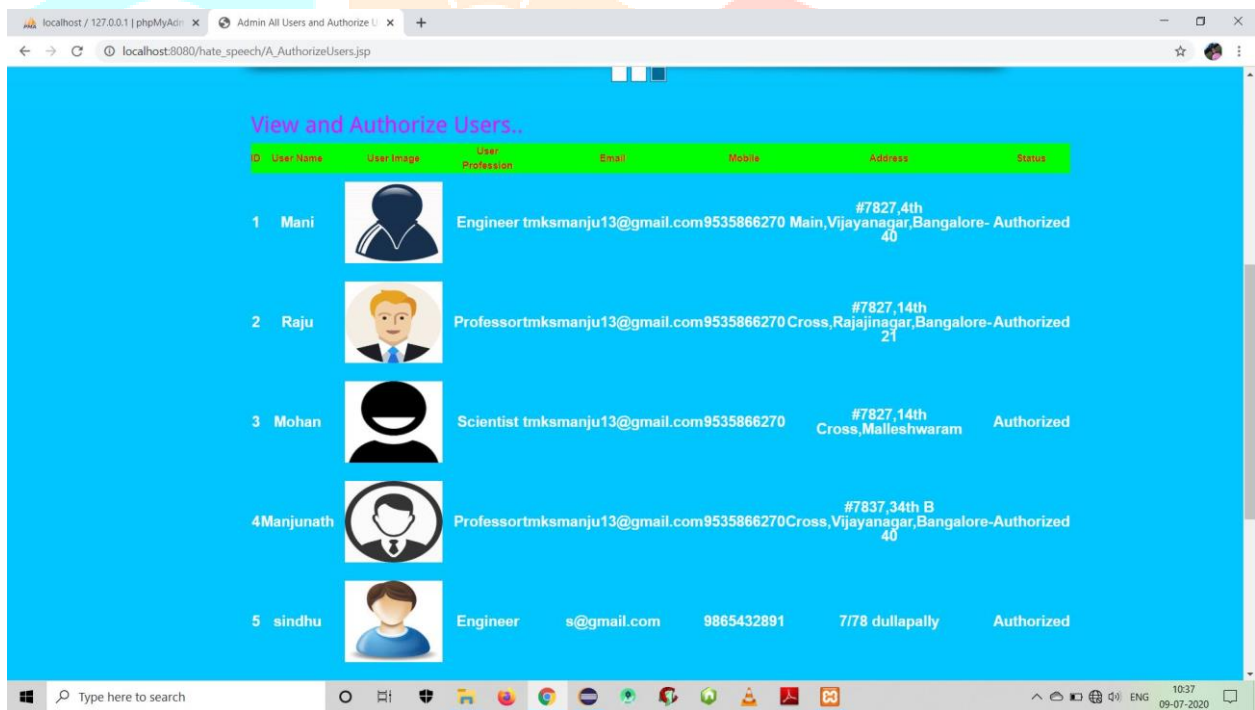 localhost / 127.0.0.1 | phpMyAdm
Admin All Users and Authorize U
localhost:8080/hate_speech/A_AuthorizeUsers.jsp
View and Authorize Users..
ID User Name User Image User Profession Email Mobile Address Status
1 Mani Engineer tmksmanju13@gmail.com 9535866270 #7827,4th Main,Vijayanagar,Bangalore-40 Authorized
2 Raju Professor tmksmanju13@gmail.com 9535866270 #7827,14th Cross,Rajajinagar,Bangalore-21 Authorized
3 Mohan Scientist tmksmanju13@gmail.com 9535866270 #7827,14th Cross,Malleshwaram Authorized
4 Manjunath Professor tmksmanju13@gmail.com 9535866270 #7837,34th B Cross,Vijayanagar,Bangalore-40 Authorized
5 sindhu Engineer s@gmail.com 9865432891 7/78 dullapally Authorized
Type here to search
ENG
10:37
09-07-2020